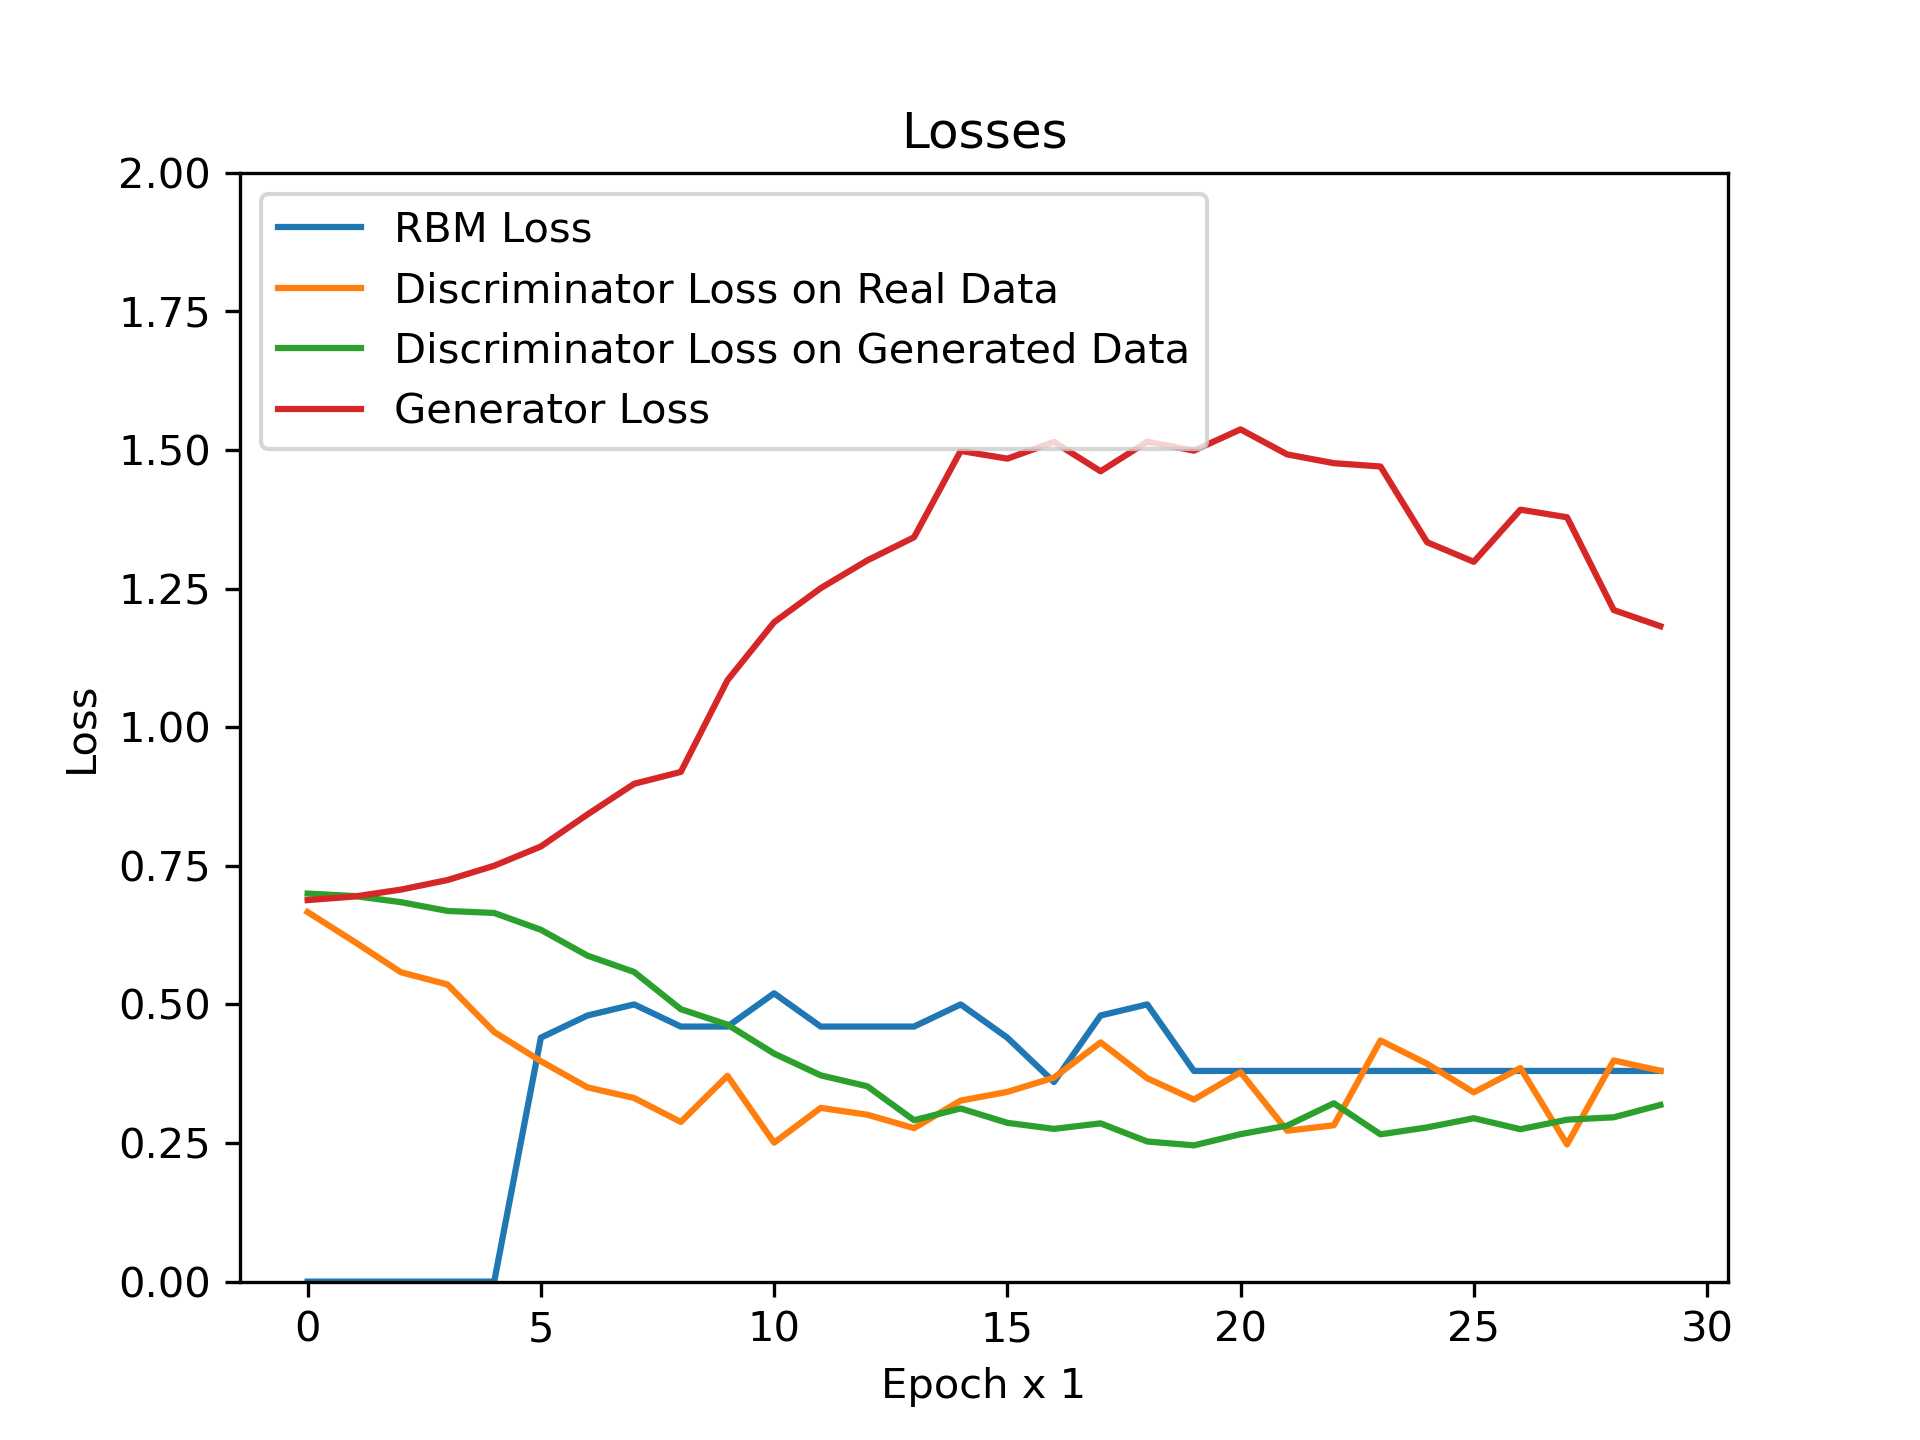 Losses
2.00
1.75
1.50
1.25
1.00
0.75
0.50
0.25
0.00
Loss
RBM Loss
Discriminator Loss on Real Data
Discriminator Loss on Generated Data
Generator Loss
0 5 10 15 20 25 30
Epoch x 1